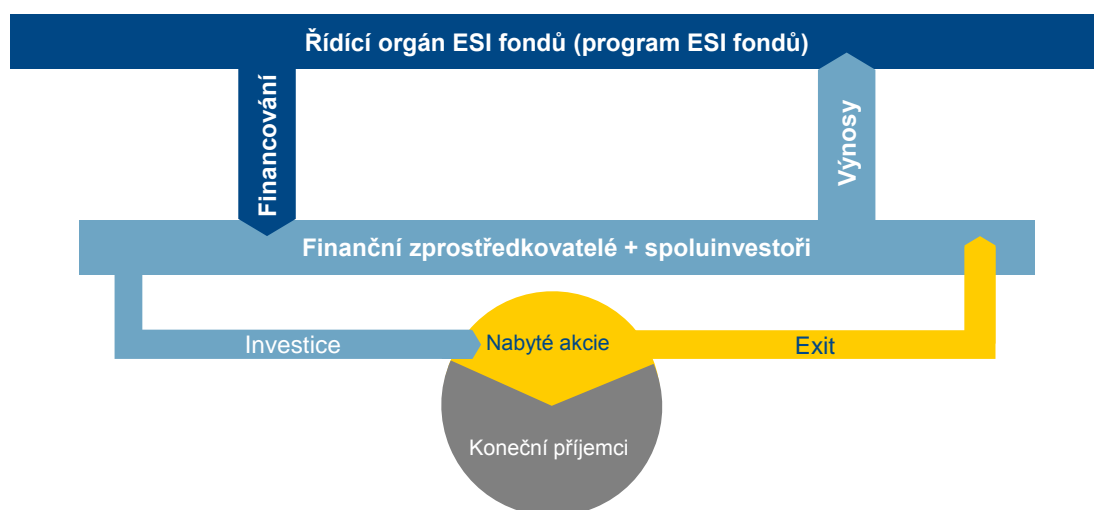 Řídící orgán ESI fondů (program ESI fondů)
Financování
Výnosy
Finanční zprostředkovatelé + spoluinvestoři
Investice
Nabyté akcie
Exit
Koneční příjemci